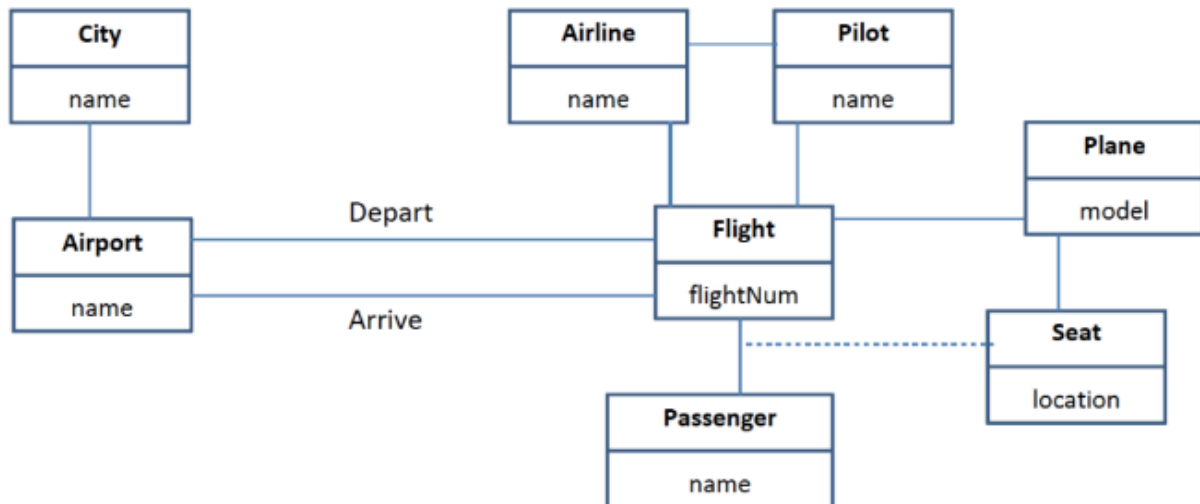 City
name
Airline
name
Pilot
name
Plane
model
Airport
name
Depart
Arrive
Flight
flightNum
Seat
location
Passenger
name